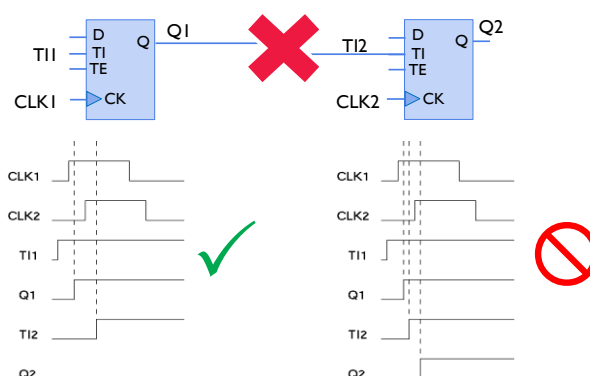 D Q Q1
TI1 TI
TE
CLK1 CK
D Q Q2
TI2 TI
TE
CLK2 CK
CLK1
CLK2
TI1
Q1
TI2
Q2
CLK1
CLK2
TI1
Q1
TI2
Q2